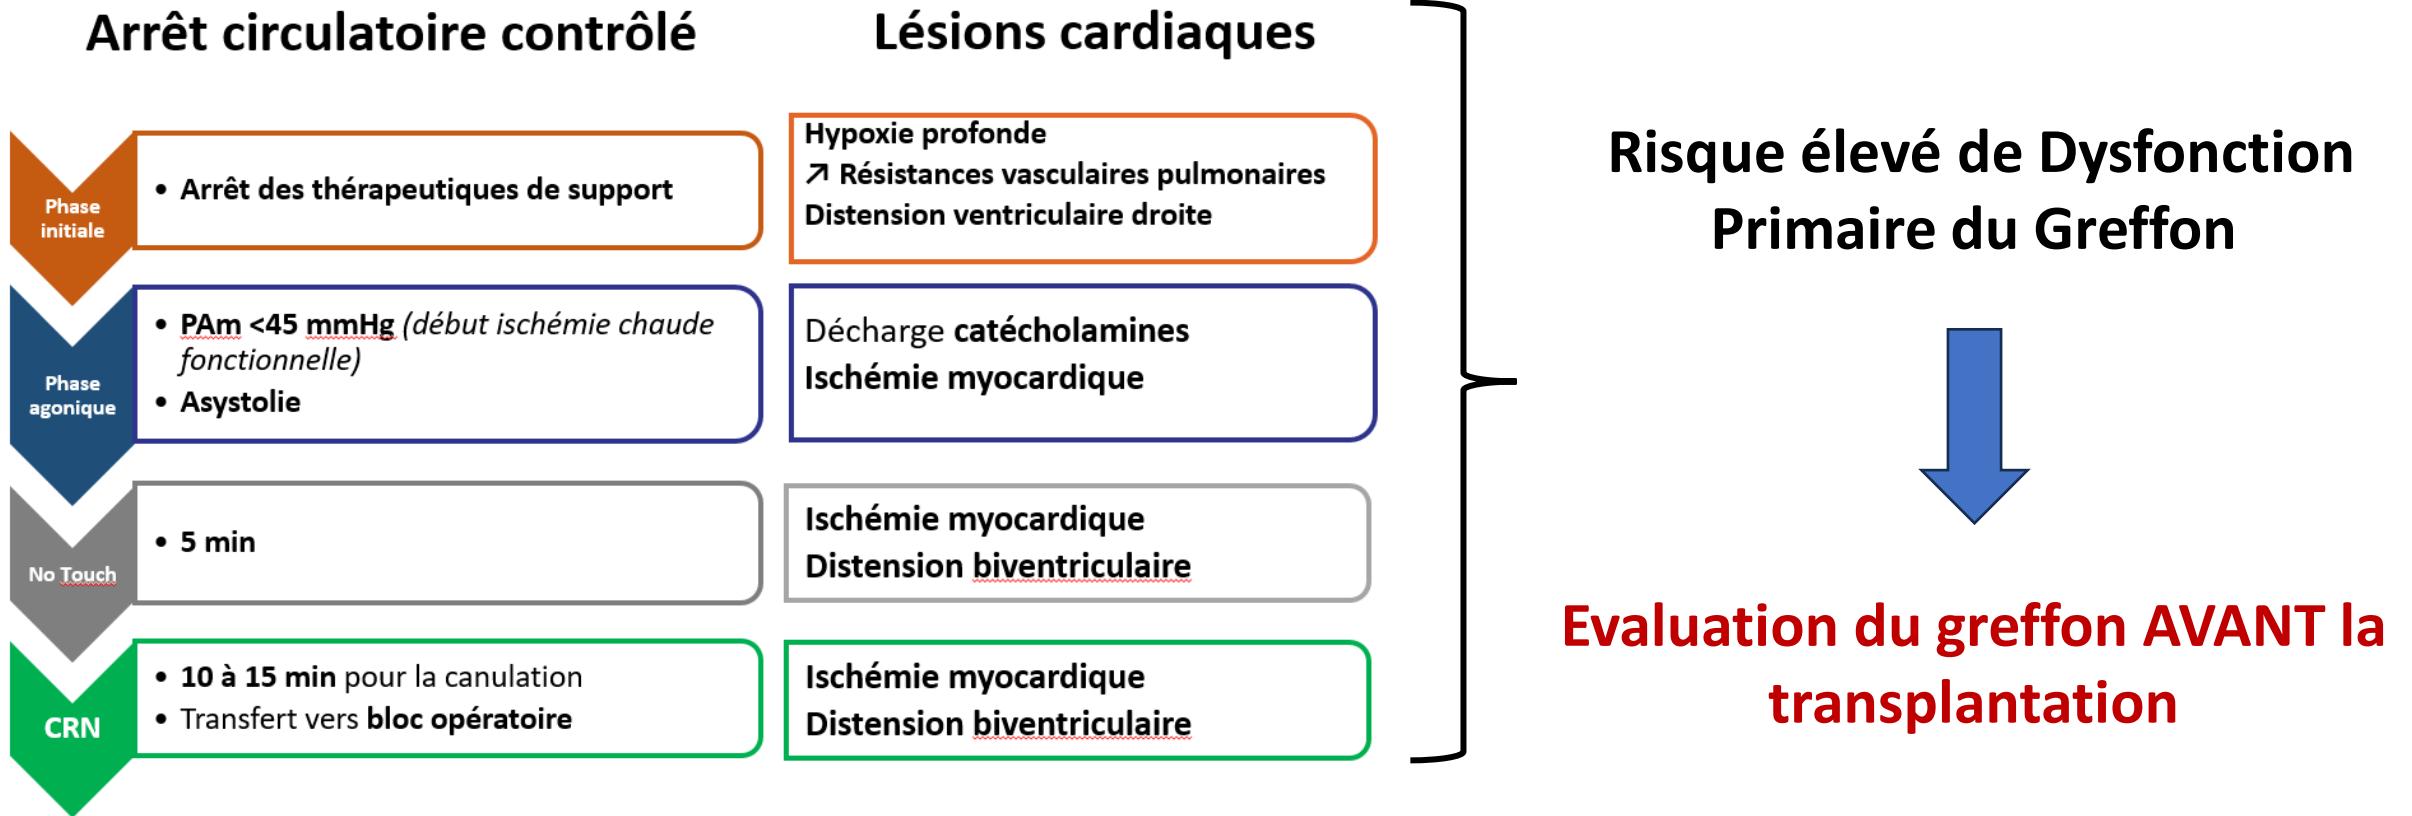 Arrêt circulatoire contrôlé
Lésions cardiaques
Phase
initiale
• Arrêt des thérapeutiques de support
Hypoxie profonde
↗ Résistances vasculaires pulmonaires
Distension ventriculaire droite
Phase
agonique
• PAm <45 mmHg (début ischémie chaude
fonctionnelle)
• Asystolie
Décharge catécholamines
Ischémie myocardique
No Touch
• 5 min
Ischémie myocardique
Distension biventriculaire
CRN
• 10 à 15 min pour la canulation
• Transfert vers bloc opératoire
Ischémie myocardique
Distension biventriculaire
Risque élevé de Dysfonction
Primaire du Greffon
Evaluation du greffon AVANT la
transplantation